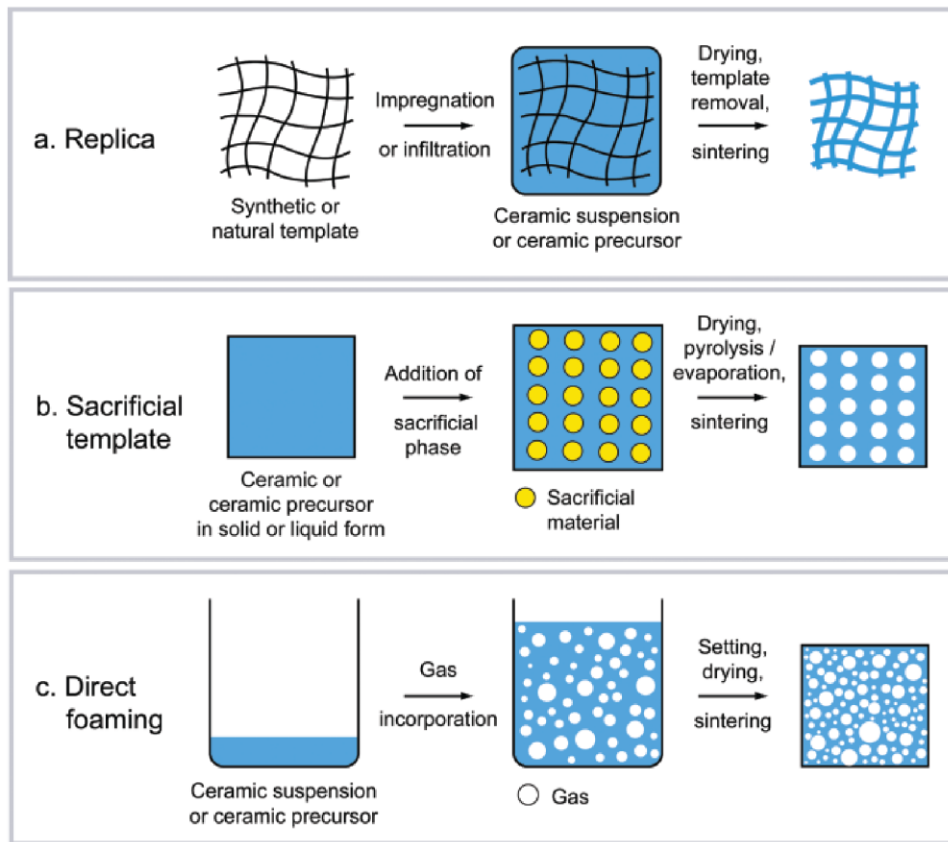 a. Replica
Synthetic or
natural template
Impregnation
or infiltration
Ceramic suspension
or ceramic precursor
Drying,
template
removal,
sintering
b. Sacrificial
template
Ceramic or
ceramic precursor
in solid or liquid form
Addition of
sacrificial
phase
Sacrificial
material
Drying,
pyrolysis /
evaporation,
sintering
c. Direct
foaming
Ceramic suspension
or ceramic precursor
Gas
incorporation
Gas
Setting,
drying,
sintering